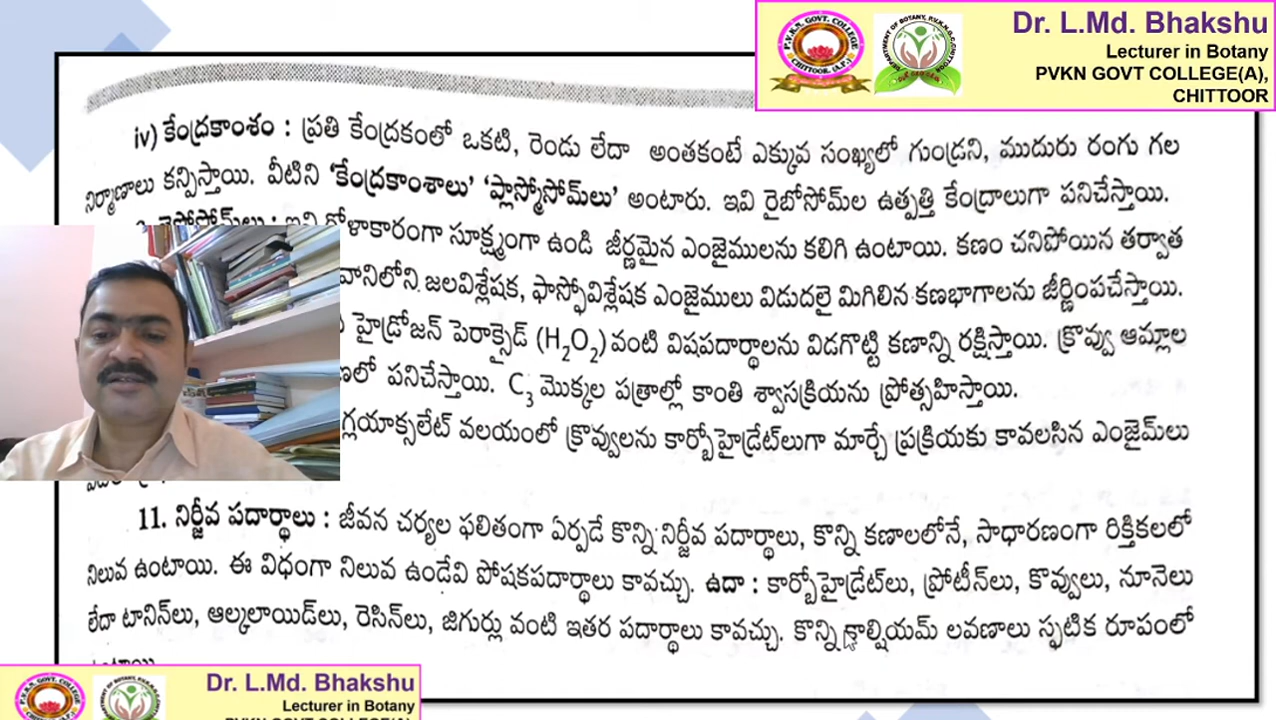 Dr. L.Md. Bhakshu
Lecturer in Botany
PVKN GOVT COLLEGE(A),
CHITTOOR
iv) కేంద్రకాంశం : ప్రతి కేంద్రకంతో ఒకటి, రెండు లేదా అంతకంటే ఎక్కువ సంఖ్యలో గుండ్రని, ముదురు రంగు గల
నిర్మాణాలు కన్పిస్తాయి. వీటిని ‘కేంద్రకాంశాలు’ ‘ప్లాస్మోసోమ్‌లు’ అంటారు. ఇవి రైబోసోమ్‌ల ఉత్పత్తి కేంద్రాలుగా పనిచేస్తాయి.
గోళాకారంగా సూక్ష్మంగా ఉండి జీర్ణమైన ఎంజైములను కలిగి ఉంటాయి. కణం చనిపోయిన తర్వాత
వానిలోని జలవిశ్లేషక, ఫాస్ఫోవిశ్లేషక ఎంజైములు విడుదలై మిగిలిన కణభాగాలను జీర్ణింపచేస్తాయి.
హైడ్రోజన్ పెరాక్సైడ్ (H₂O₂) వంటి విషపదార్థాలను విడగొట్టి కణాన్ని రక్షిస్తాయి. క్రొవ్వు ఆమ్లాల
పనిచేస్తాయి. C₃ మొక్కల పత్రాల్లో కాంతి శ్వాసక్రియను ప్రోత్సహిస్తాయి.
గ్లయాక్సలేట్ వలయంలో క్రొవ్వులను కార్బోహైడ్రేట్‌లుగా మార్చే ప్రక్రియకు కావలసిన ఎంజైమ్‌లు
11. నిర్జీవ పదార్థాలు : జీవన చర్యల ఫలితంగా ఏర్పడే కొన్ని నిర్జీవ పదార్థాలు, కొన్ని కణాలలోనే, సాధారణంగా రిక్తికలలో
నిలువ ఉంటాయి. ఈ విధంగా నిలువ ఉండేవి పోషకపదార్థాలు కావచ్చు. ఉదా : కార్బోహైడ్రేట్‌లు, ప్రోటీన్‌లు, కొవ్వులు, నూనెలు
లేదా టానిన్‌లు, ఆల్కలాయిడ్‌లు, రెసిన్‌లు, జిగుర్లు వంటి ఇతర పదార్థాలు కావచ్చు. కొన్ని కాల్షియమ్ లవణాలు స్ఫటిక రూపంలో
Dr. L.Md. Bhakshu
Lecturer in Botany
PVKN GOVT COLLEGE(A),